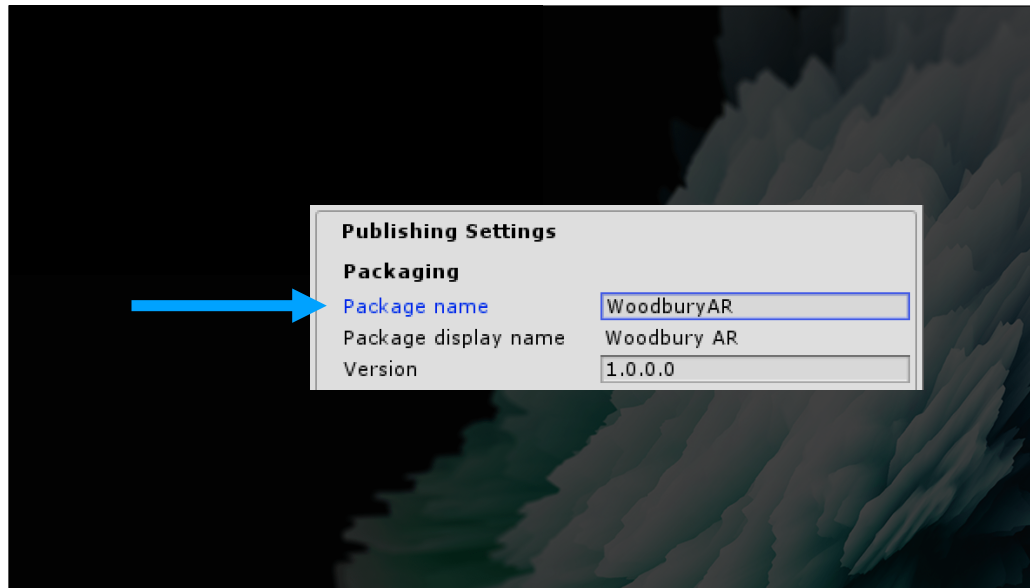 Publishing Settings
Packaging
Package name WoodburyAR
Package display name Woodbury AR
Version 1.0.0.0